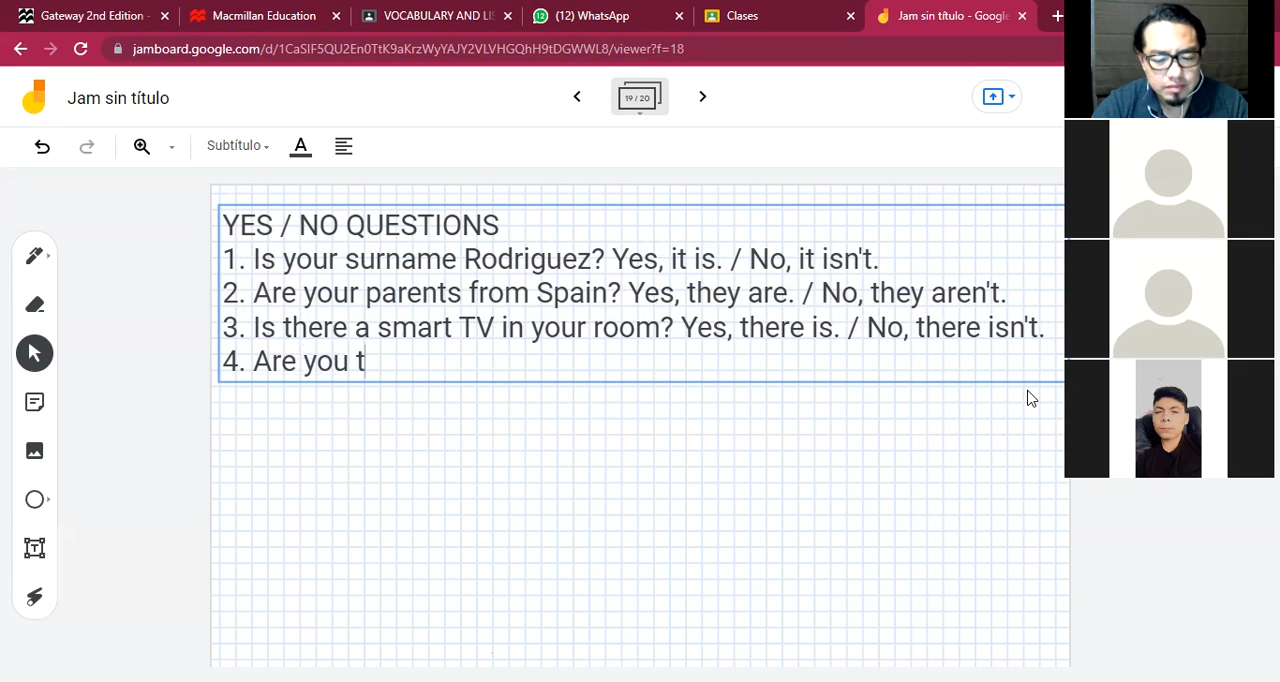 Gateway 2nd Edition -
Macmillan Education
VOCABULARY AND LIS
(12) WhatsApp
Clases
Jam sin título - Google
jamboard.google.com/d/1CaSIF5QU2En0TtK9aKrzWyYAJY2VLVHGQhH9tDGWWL8/viewer?f=18
Jam sin título
19 / 20
Subtítulo
YES / NO QUESTIONS
1. Is your surname Rodriguez? Yes, it is. / No, it isn't.
2. Are your parents from Spain? Yes, they are. / No, they aren't.
3. Is there a smart TV in your room? Yes, there is. / No, there isn't.
4. Are you t